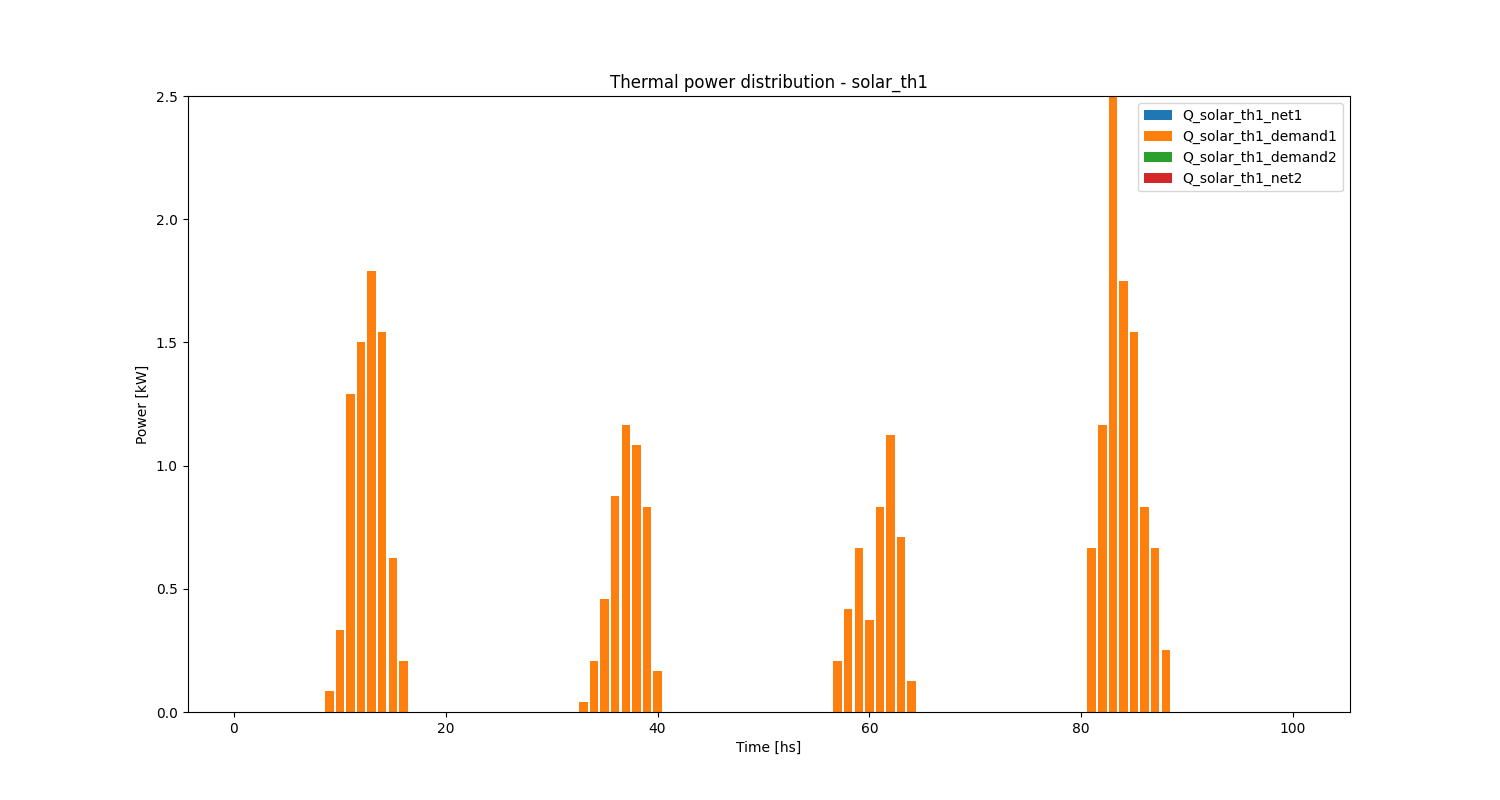 Thermal power distribution - solar_th1
Q_solar_th1_net1
Q_solar_th1_demand1
Q_solar_th1_demand2
Q_solar_th1_net2
Power [kW]
2.5
2.0
1.5
1.0
0.5
0.0
0 20 40 60 80 100
Time [hs]